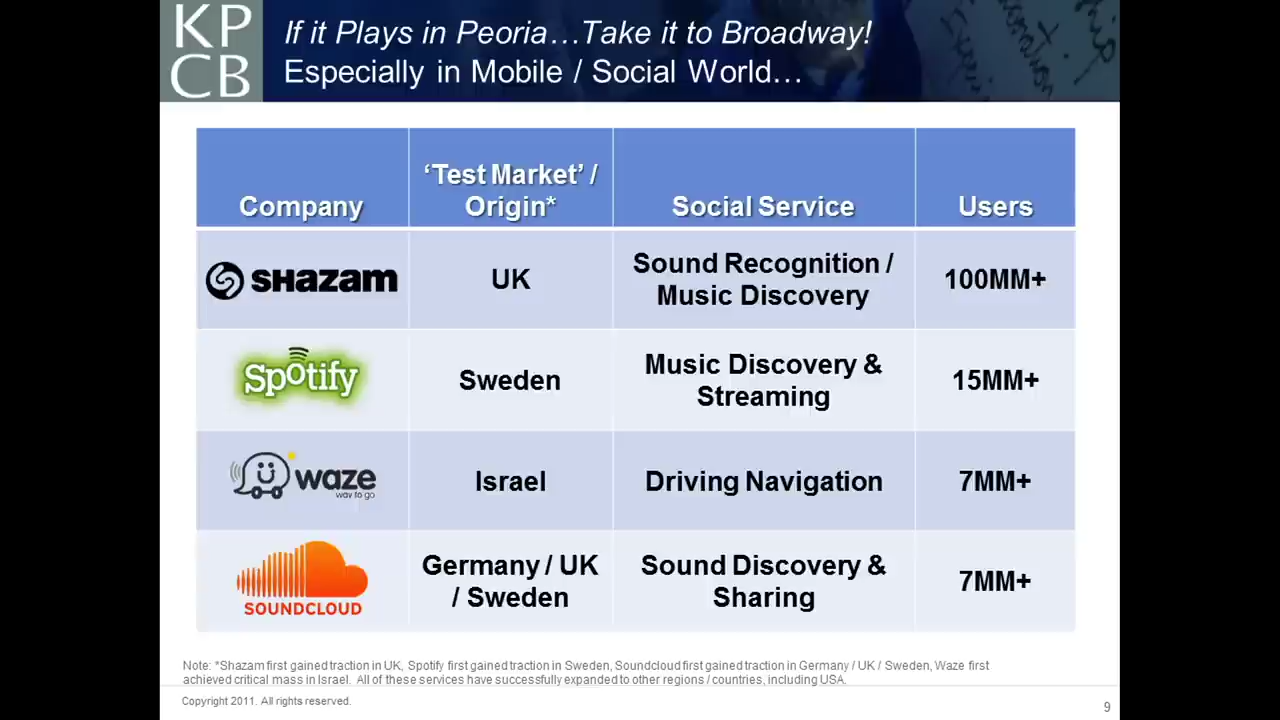 KP
CB
If it Plays in Peoria…Take it to Broadway!
Especially in Mobile / Social World…
Company
‘Test Market’ /
Origin*
Social Service
Users
SHAZAM
UK
Sound Recognition /
Music Discovery
100MM+
Spotify
Sweden
Music Discovery &
Streaming
15MM+
waze
way to go
Israel
Driving Navigation
7MM+
SOUNDCLOUD
Germany / UK
/ Sweden
Sound Discovery &
Sharing
7MM+
Note: *Shazam first gained traction in UK, Spotify first gained traction in Sweden, Soundcloud first gained traction in Germany / UK / Sweden, Waze first
achieved critical mass in Israel. All of these services have successfully expanded to other regions / countries, including USA.
Copyright 2011. All rights reserved.
9